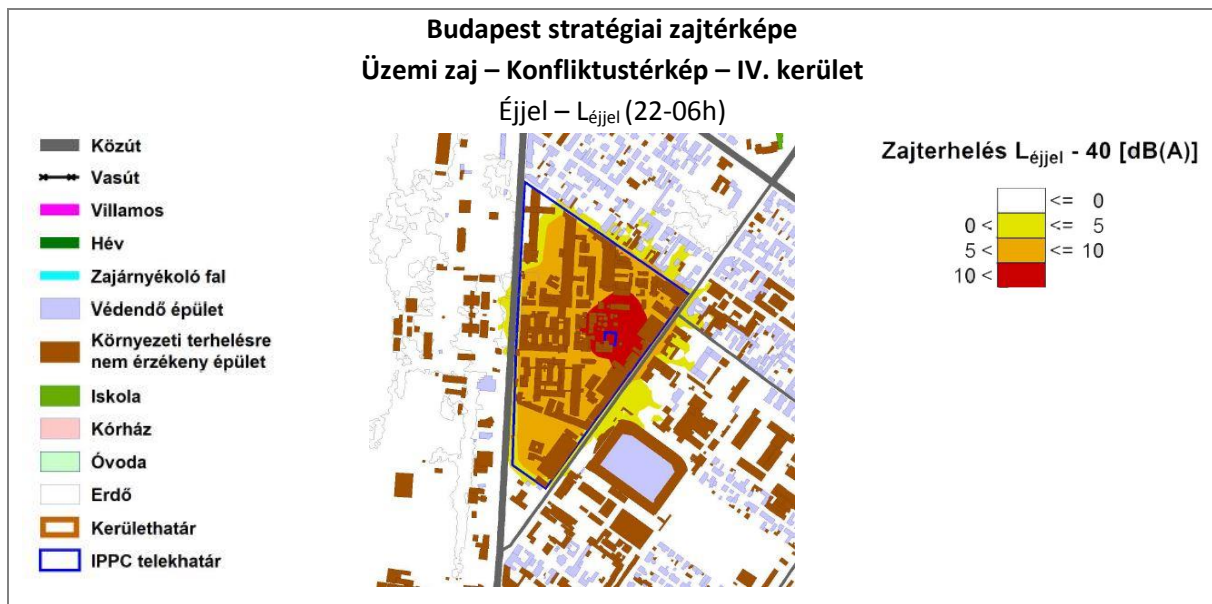 Budapest stratégiai zajtérképe
Üzemi zaj – Konfliktustérkép – IV. kerület
Éjjel – Léjjel (22-06h)
Közút
Vasút
Villamos
Hév
Zajárnyékoló fal
Védendő épület
Környezeti terhelésre
nem érzékeny épület
Iskola
Kórház
Óvoda
Erdő
Kerülethatár
IPPC telekhatár
Zajterhelés Léjjel - 40 [dB(A)]
<= 0
0 < <= 5
5 < <= 10
10 <